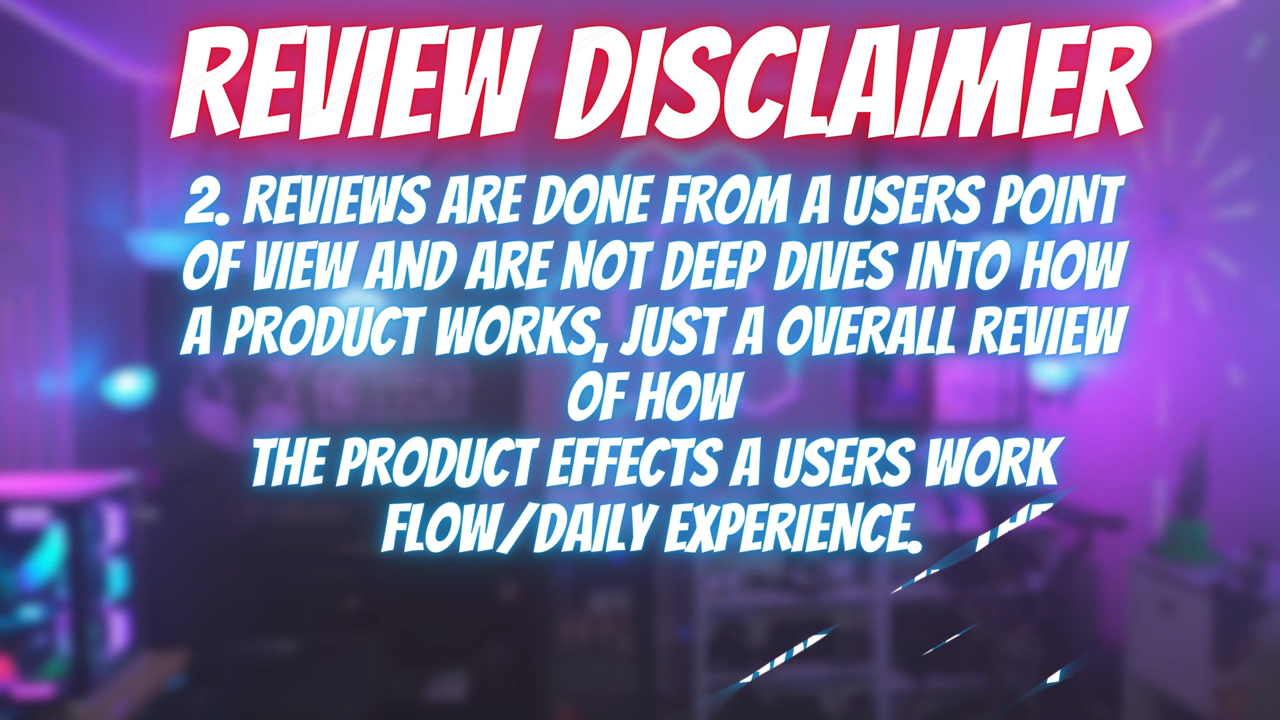 REVIEW DISCLAIMER
2. REVIEWS ARE DONE FROM A USERS POINT
OF VIEW AND ARE NOT DEEP DIVES INTO HOW
A PRODUCT WORKS, JUST A OVERALL REVIEW
OF HOW
THE PRODUCT EFFECTS A USERS WORK
FLOW/DAILY EXPERIENCE.